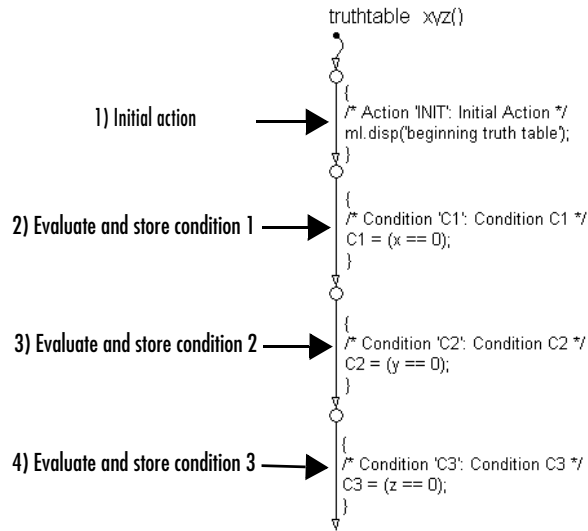 truthtable xyz()
1) Initial action
{
/* Action 'INIT': Initial Action */
ml.disp('beginning truth table');
}
2) Evaluate and store condition 1
{
/* Condition 'C1': Condition C1 */
C1 = (x == 0);
}
3) Evaluate and store condition 2
{
/* Condition 'C2': Condition C2 */
C2 = (y == 0);
}
4) Evaluate and store condition 3
{
/* Condition 'C3': Condition C3 */
C3 = (z == 0);
}